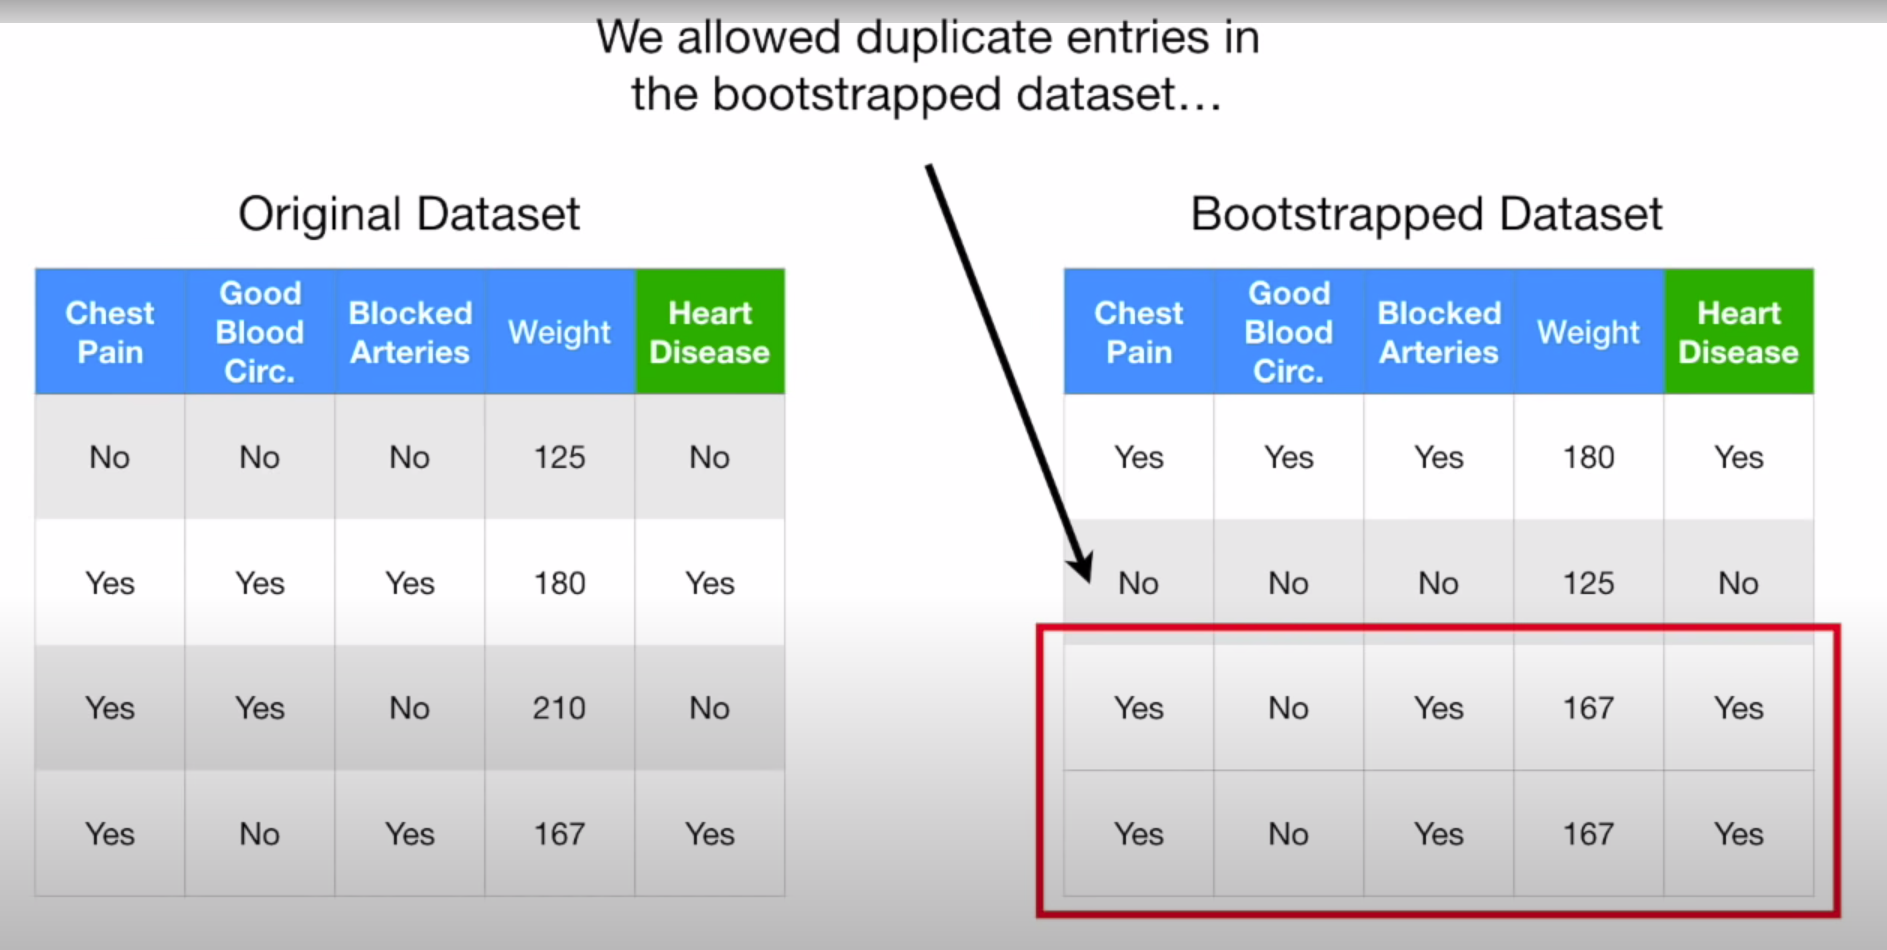 We allowed duplicate entries in
the bootstrapped dataset...
Original Dataset
Chest Pain Good Blood Circ. Blocked Arteries Weight Heart Disease
No No No 125 No
Yes Yes Yes 180 Yes
Yes Yes No 210 No
Yes No Yes 167 Yes
Bootstrapped Dataset
Chest Pain Good Blood Circ. Blocked Arteries Weight Heart Disease
Yes Yes Yes 180 Yes
No No No 125 No
Yes No Yes 167 Yes
Yes No Yes 167 Yes